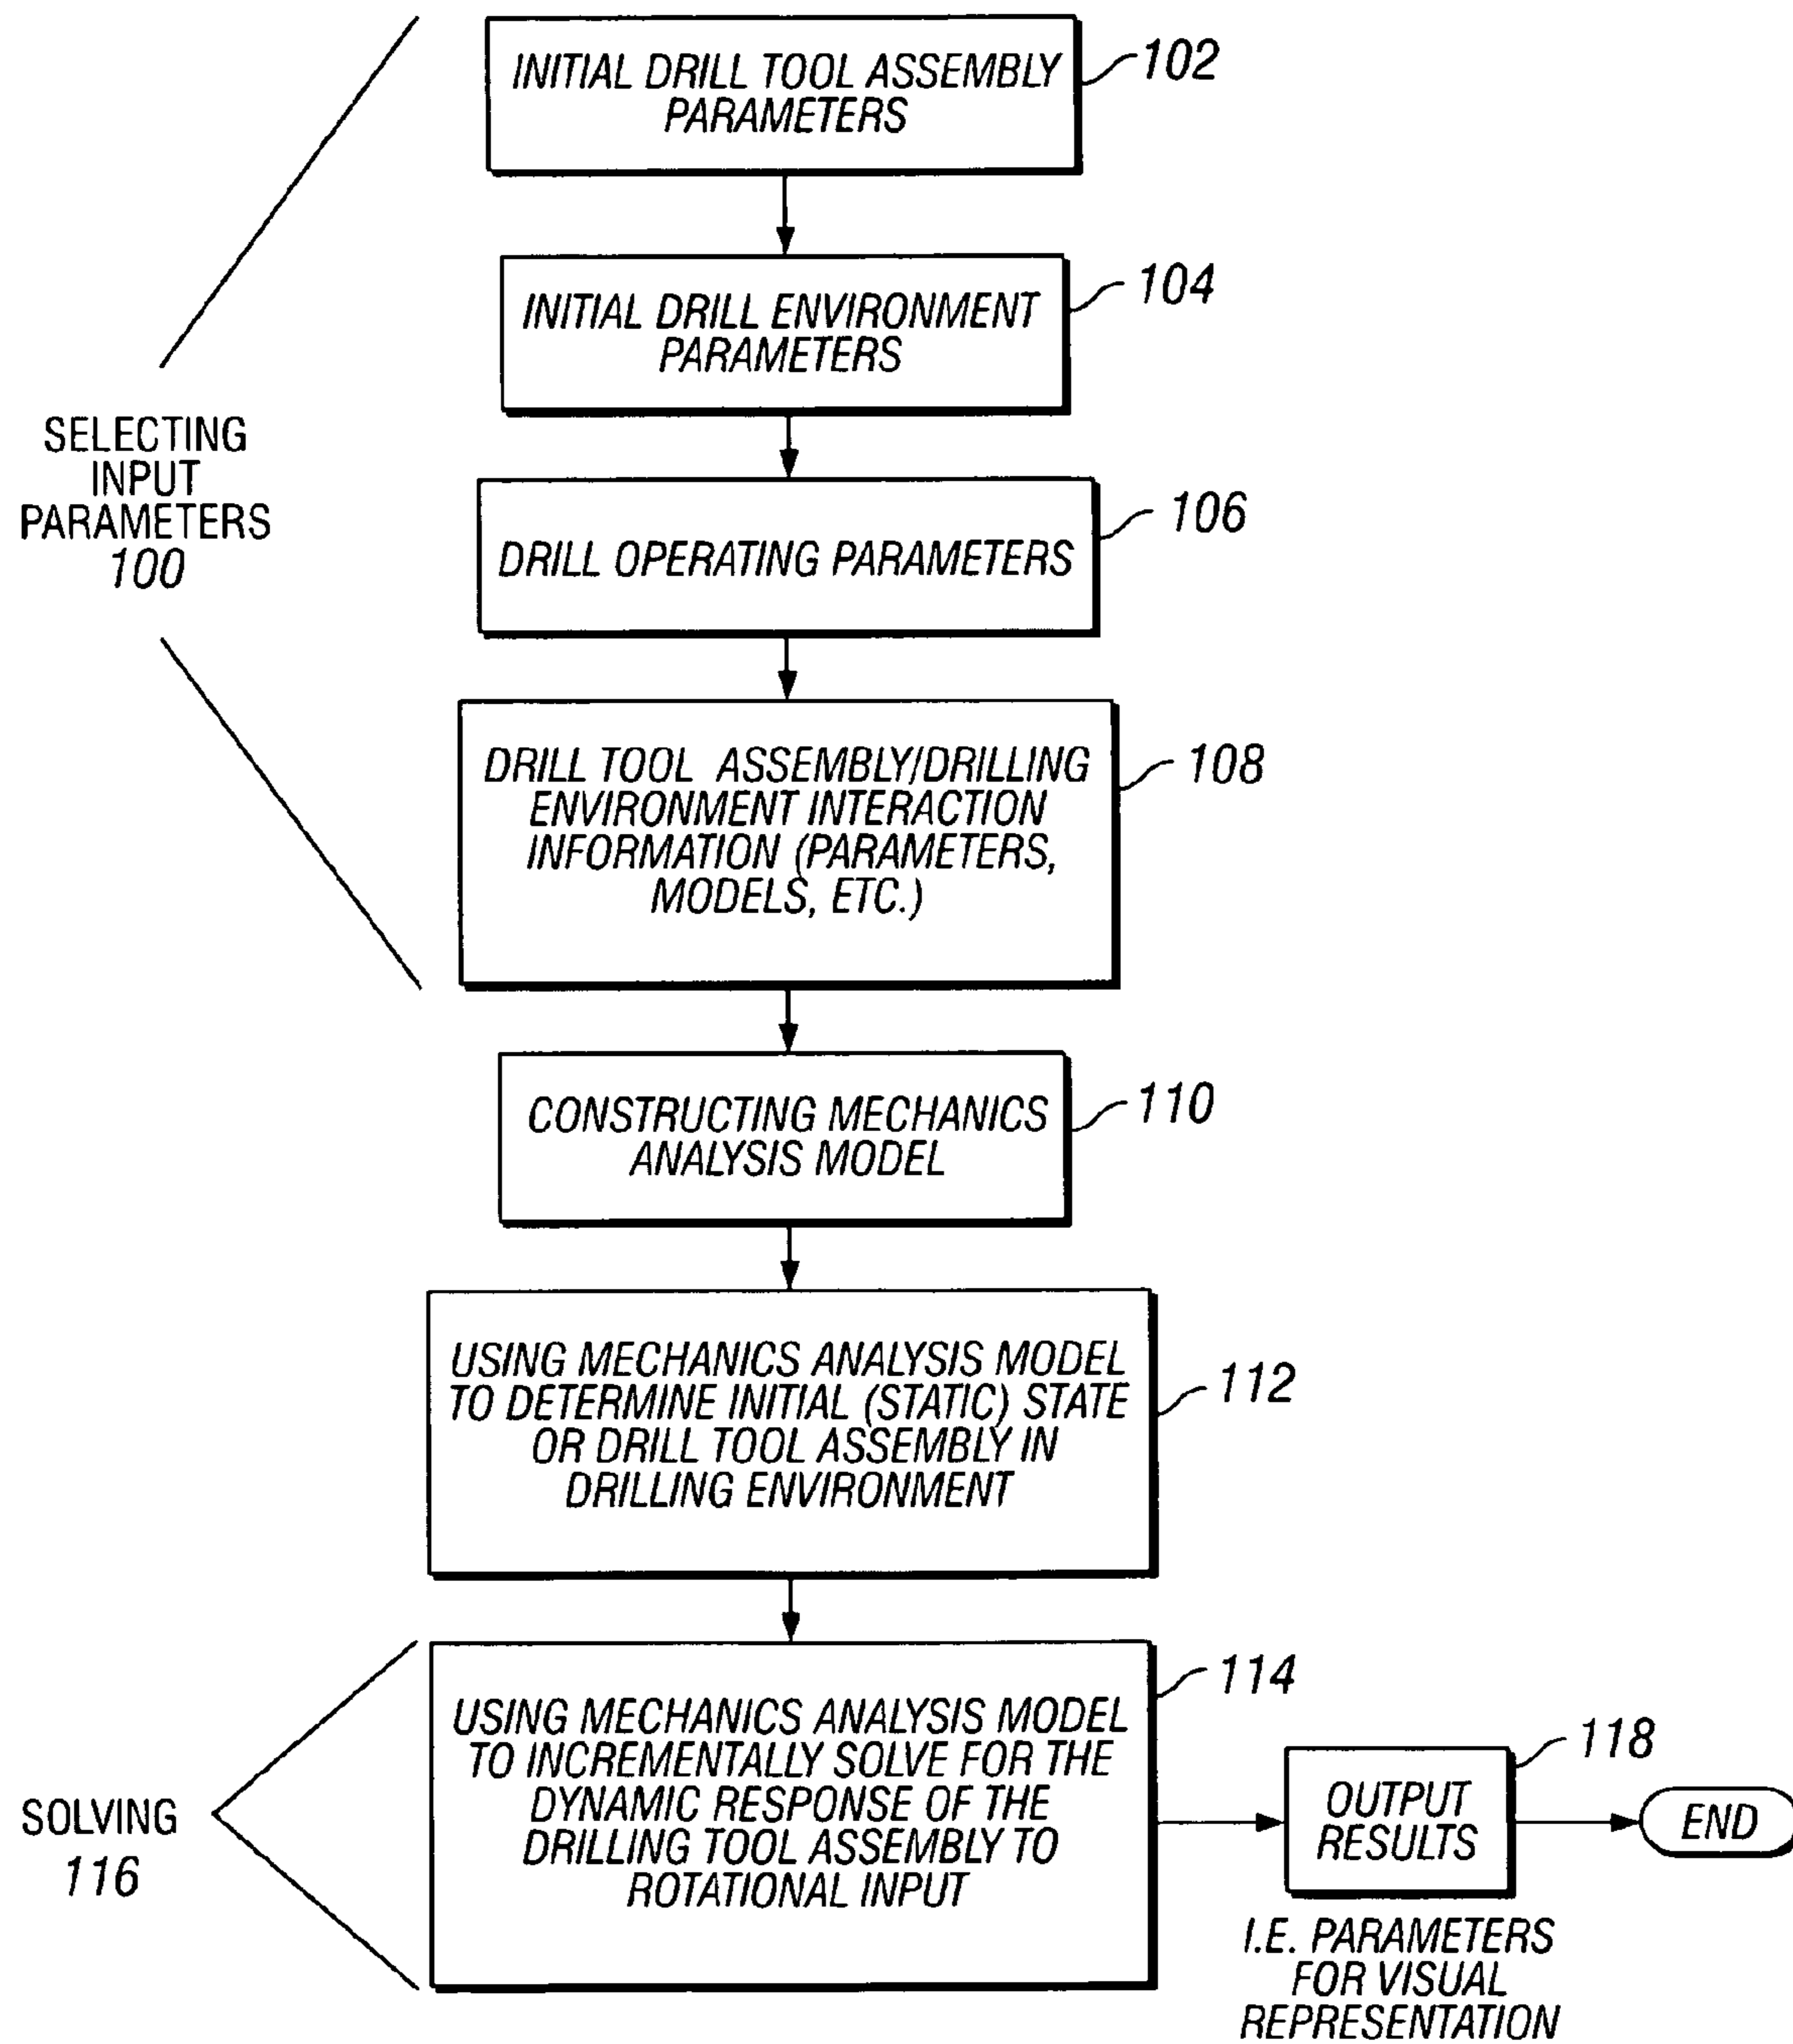 INITIAL DRILL TOOL ASSEMBLY
PARAMETERS
102
INITIAL DRILL ENVIRONMENT
PARAMETERS
104
SELECTING
INPUT
PARAMETERS
100
DRILL OPERATING PARAMETERS
106
DRILL TOOL ASSEMBLY/DRILLING
ENVIRONMENT INTERACTION
INFORMATION (PARAMETERS,
MODELS, ETC.)
108
CONSTRUCTING MECHANICS
ANALYSIS MODEL
110
USING MECHANICS ANALYSIS MODEL
TO DETERMINE INITIAL (STATIC) STATE
OR DRILL TOOL ASSEMBLY IN
DRILLING ENVIRONMENT
112
SOLVING
116
USING MECHANICS ANALYSIS MODEL
TO INCREMENTALLY SOLVE FOR THE
DYNAMIC RESPONSE OF THE
DRILLING TOOL ASSEMBLY TO
ROTATIONAL INPUT
114
OUTPUT
RESULTS
118
END
I.E. PARAMETERS
FOR VISUAL
REPRESENTATION